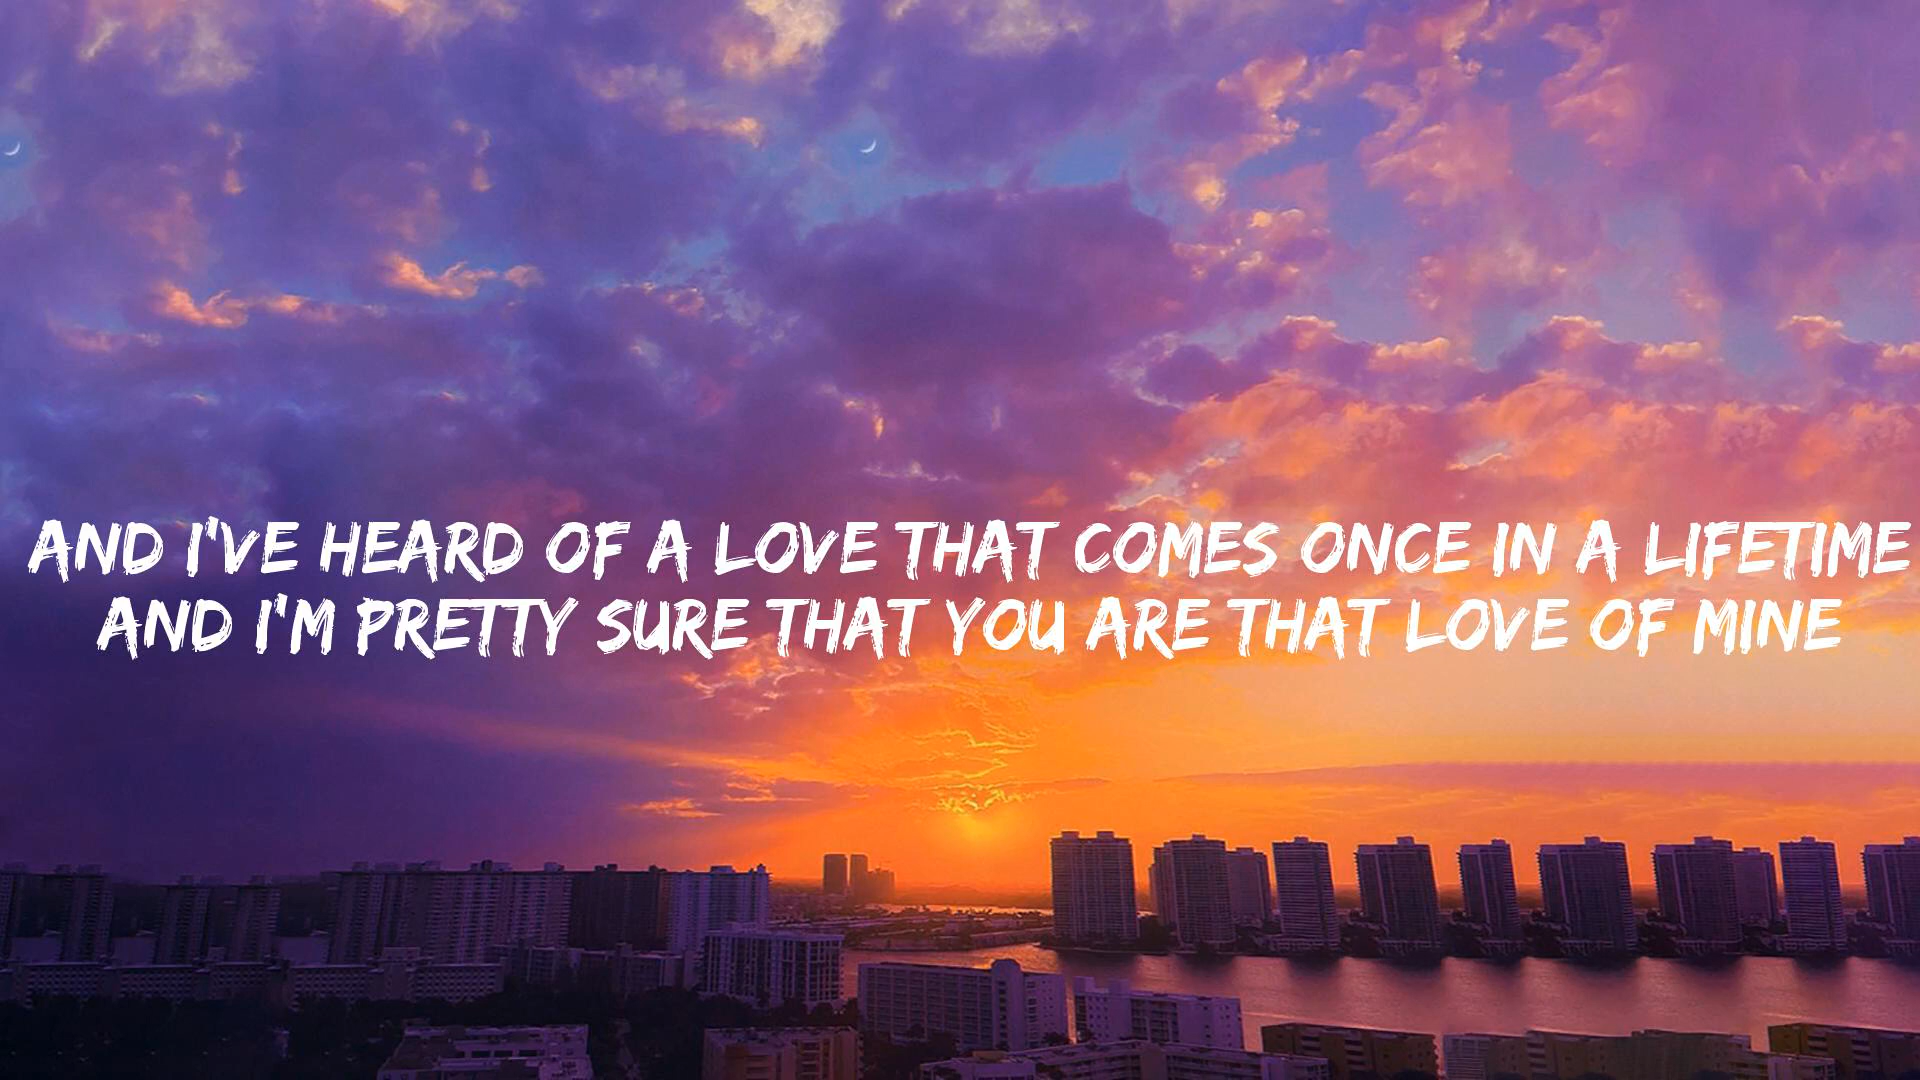 AND I'VE HEARD OF A LOVE THAT COMES ONCE IN A LIFETIME
AND I'M PRETTY SURE THAT YOU ARE THAT LOVE OF MINE